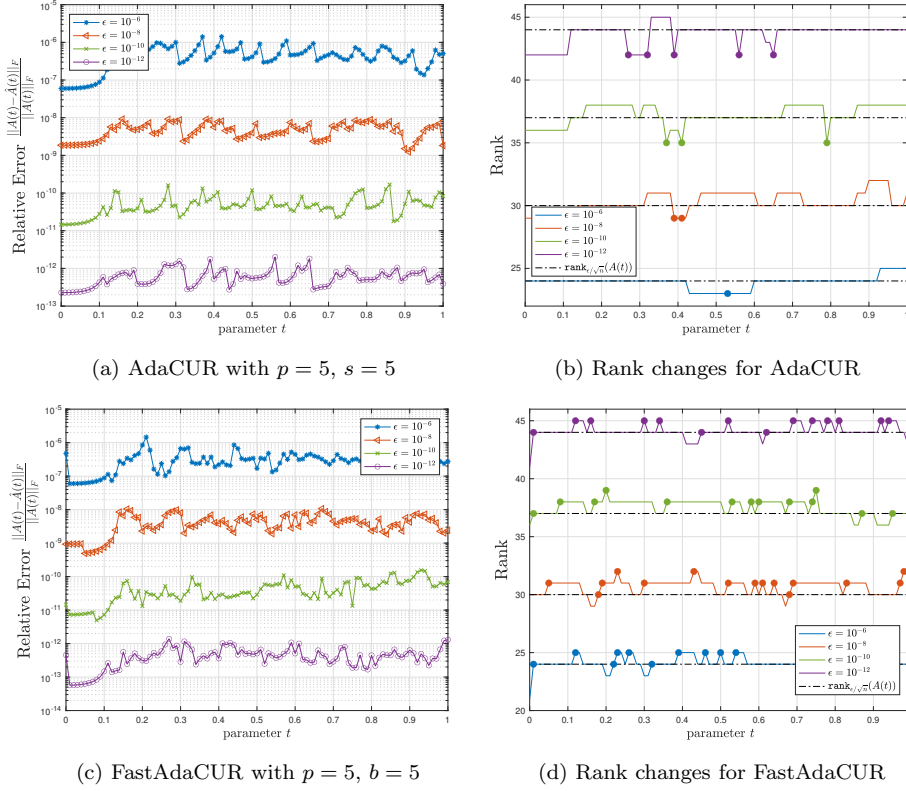 10^{-5}
10^{-6}
10^{-7}
10^{-8}
10^{-9}
10^{-10}
10^{-11}
10^{-12}
10^{-13}
Relative Error ||A(t)−Â(t)||_F / ||A(t)||_F
ϵ = 10^{-6}
ϵ = 10^{-8}
ϵ = 10^{-10}
ϵ = 10^{-12}
0 0.1 0.2 0.3 0.4 0.5 0.6 0.7 0.8 0.9 1
parameter t
(a) AdaCUR with p = 5, s = 5
45
40
35
30
25
Rank
ϵ = 10^{-6}
ϵ = 10^{-8}
ϵ = 10^{-10}
ϵ = 10^{-12}
rank_{ϵ/√n}(A(t))
0 0.1 0.2 0.3 0.4 0.5 0.6 0.7 0.8 0.9 1
parameter t
(b) Rank changes for AdaCUR
10^{-5}
10^{-6}
10^{-7}
10^{-8}
10^{-9}
10^{-10}
10^{-11}
10^{-12}
10^{-13}
10^{-14}
Relative Error ||A(t)−Â(t)||_F / ||A(t)||_F
ϵ = 10^{-6}
ϵ = 10^{-8}
ϵ = 10^{-10}
ϵ = 10^{-12}
0 0.1 0.2 0.3 0.4 0.5 0.6 0.7 0.8 0.9 1
parameter t
(c) FastAdaCUR with p = 5, b = 5
45
40
35
30
25
20
Rank
ϵ = 10^{-6}
ϵ = 10^{-8}
ϵ = 10^{-10}
ϵ = 10^{-12}
rank_{ϵ/√n}(A(t))
0 0.1 0.2 0.3 0.4 0.5 0.6 0.7 0.8 0.9
parameter t
(d) Rank changes for FastAdaCUR